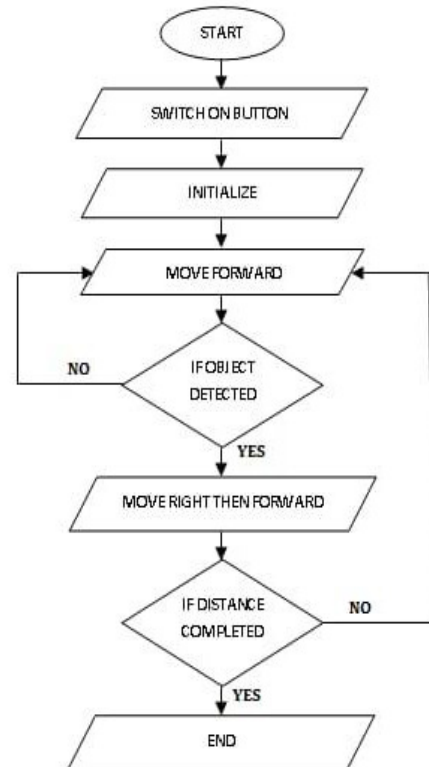 START
SWITCH ON BUTTON
INITIALIZE
MOVE FORWARD
IF OBJECT
DETECTED
NO
YES
MOVE RIGHT THEN FORWARD
IF DISTANCE
COMPLETED
NO
YES
END